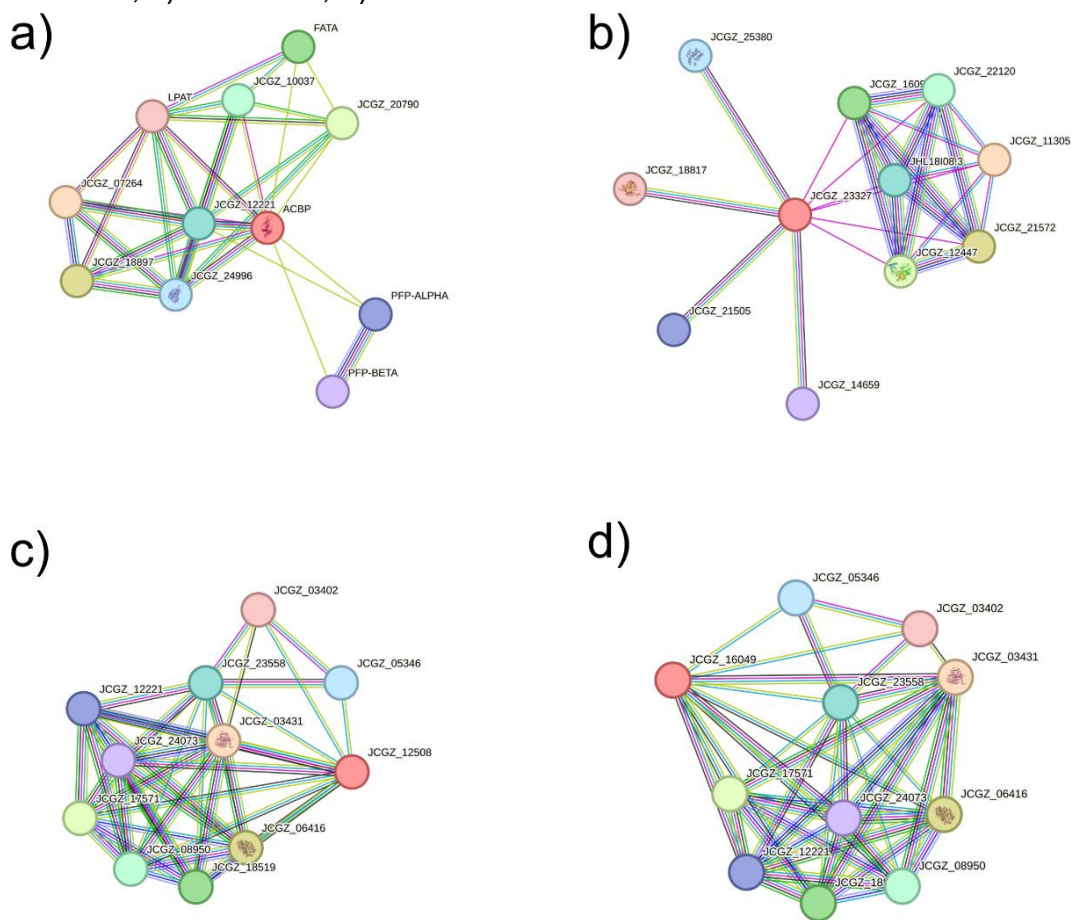 a)
FATA
JCGZ_10037
LPAT
JCGZ_20790
JCGZ_07264
JCGZ_12221
ACBP
JCGZ_18897
JCGZ_24996
PFP-ALPHA
PFP-BETA
b)
JCGZ_25380
JCGZ_22120
JCGZ_11305
JHL18I08.3
JCGZ_18817
JCGZ_23327
JCGZ_21572
JCGZ_12447
JCGZ_21505
JCGZ_14659
c)
JCGZ_03402
JCGZ_23558
JCGZ_05346
JCGZ_12221
JCGZ_03431
JCGZ_24073
JCGZ_12508
JCGZ_17571
JCGZ_06416
JCGZ_08950
JCGZ_18519
d)
JCGZ_05346
JCGZ_03402
JCGZ_16049
JCGZ_03431
JCGZ_23558
JCGZ_17571
JCGZ_24073
JCGZ_06416
JCGZ_12221
JCGZ_08950